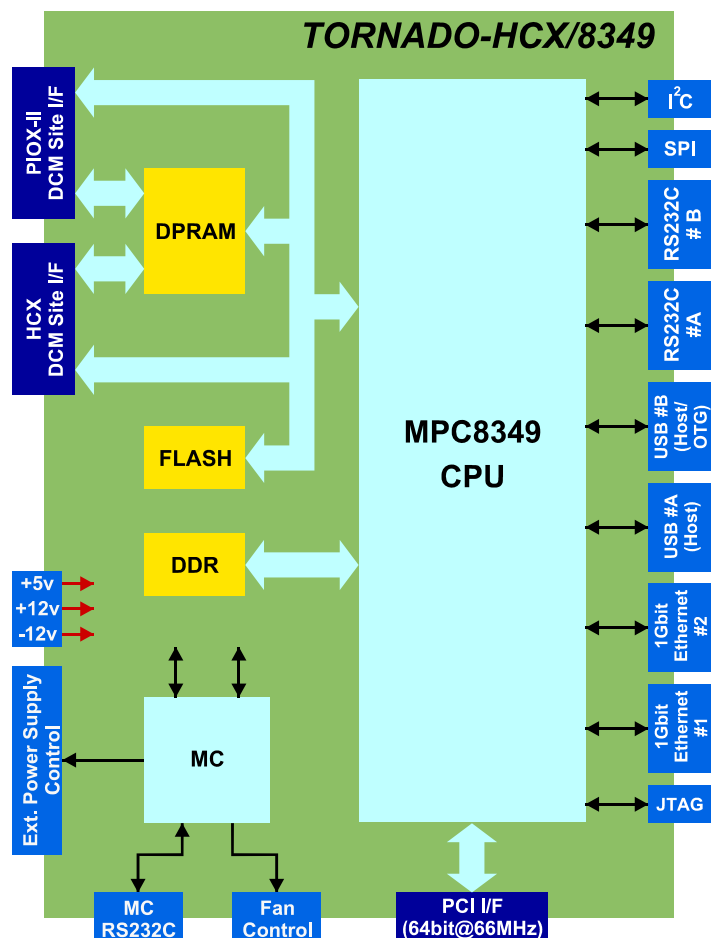 TORNADO-HCX/8349
PIOX-II
DCM Site I/F
HCX
DCM Site I/F
DPRAM
FLASH
DDR
MPC8349
CPU
I2C
SPI
RS232C
# B
RS232C
#A
USB #B
(Host/
OTG)
USB #A
(Host)
1Gbit
Ethernet
#2
1Gbit
Ethernet
#1
JTAG
+5v
+12v
-12v
Ext. Power Supply
Control
MC
MC
RS232C
Fan
Control
PCI I/F
(64bit@66MHz)